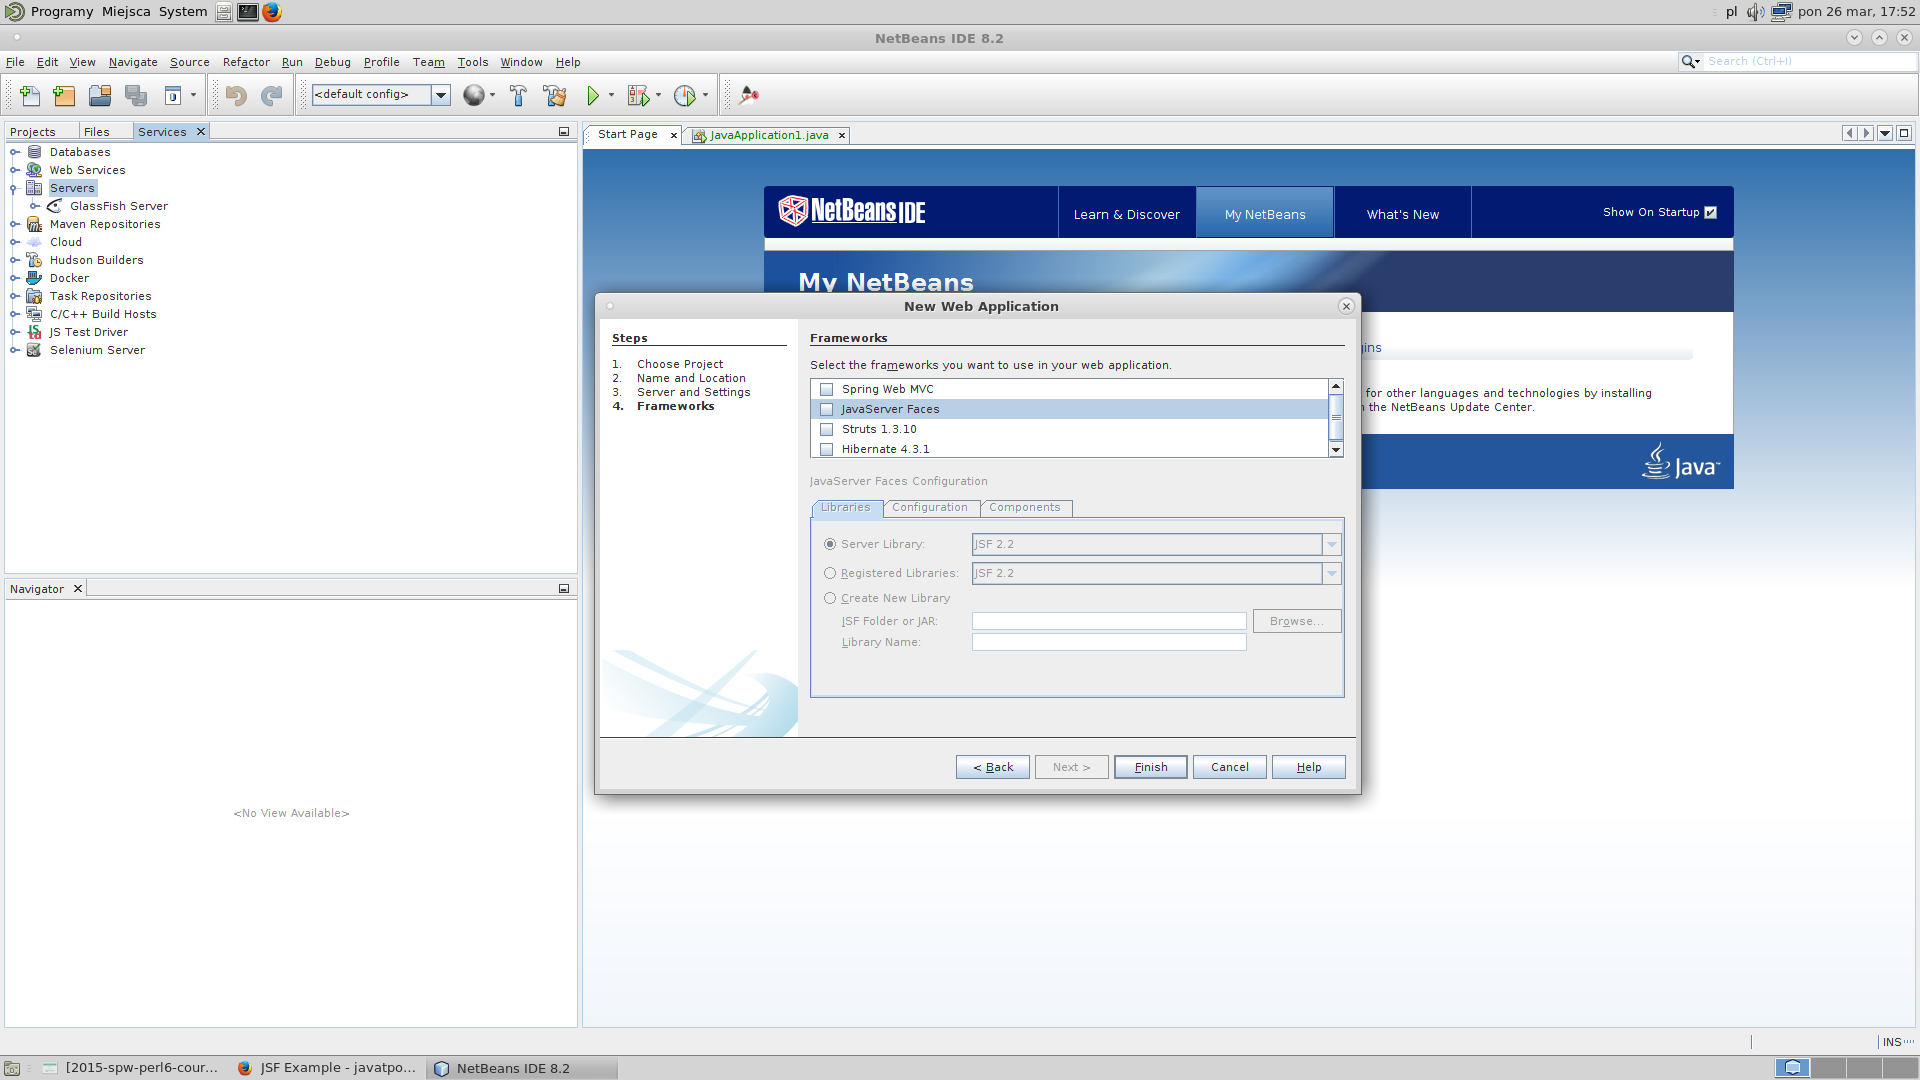 Programy Miejsca System
pl pon 26 mar, 17:52
NetBeans IDE 8.2
File Edit View Navigate Source Refactor Run Debug Profile Team Tools Window Help
Search (Ctrl+I)
<default config>
Projects Files Services
Databases
Web Services
Servers
GlassFish Server
Maven Repositories
Cloud
Hudson Builders
Docker
Task Repositories
C/C++ Build Hosts
JS Test Driver
Selenium Server
Navigator
<No View Available>
Start Page JavaApplication1.java
NetBeans IDE
Learn & Discover
My NetBeans
What's New
Show On Startup
My NetBeans
for other languages and technologies by installing
the NetBeans Update Center.
Java
New Web Application
Steps
1. Choose Project
2. Name and Location
3. Server and Settings
4. Frameworks
Frameworks
Select the frameworks you want to use in your web application.
Spring Web MVC
JavaServer Faces
Struts 1.3.10
Hibernate 4.3.1
JavaServer Faces Configuration
Libraries Configuration Components
Server Library: JSF 2.2
Registered Libraries: JSF 2.2
Create New Library
JSF Folder or JAR: Browse...
Library Name:
< Back Next > Finish Cancel Help
INS
[2015-spw-perl6-cour... JSF Example - javatpo... NetBeans IDE 8.2